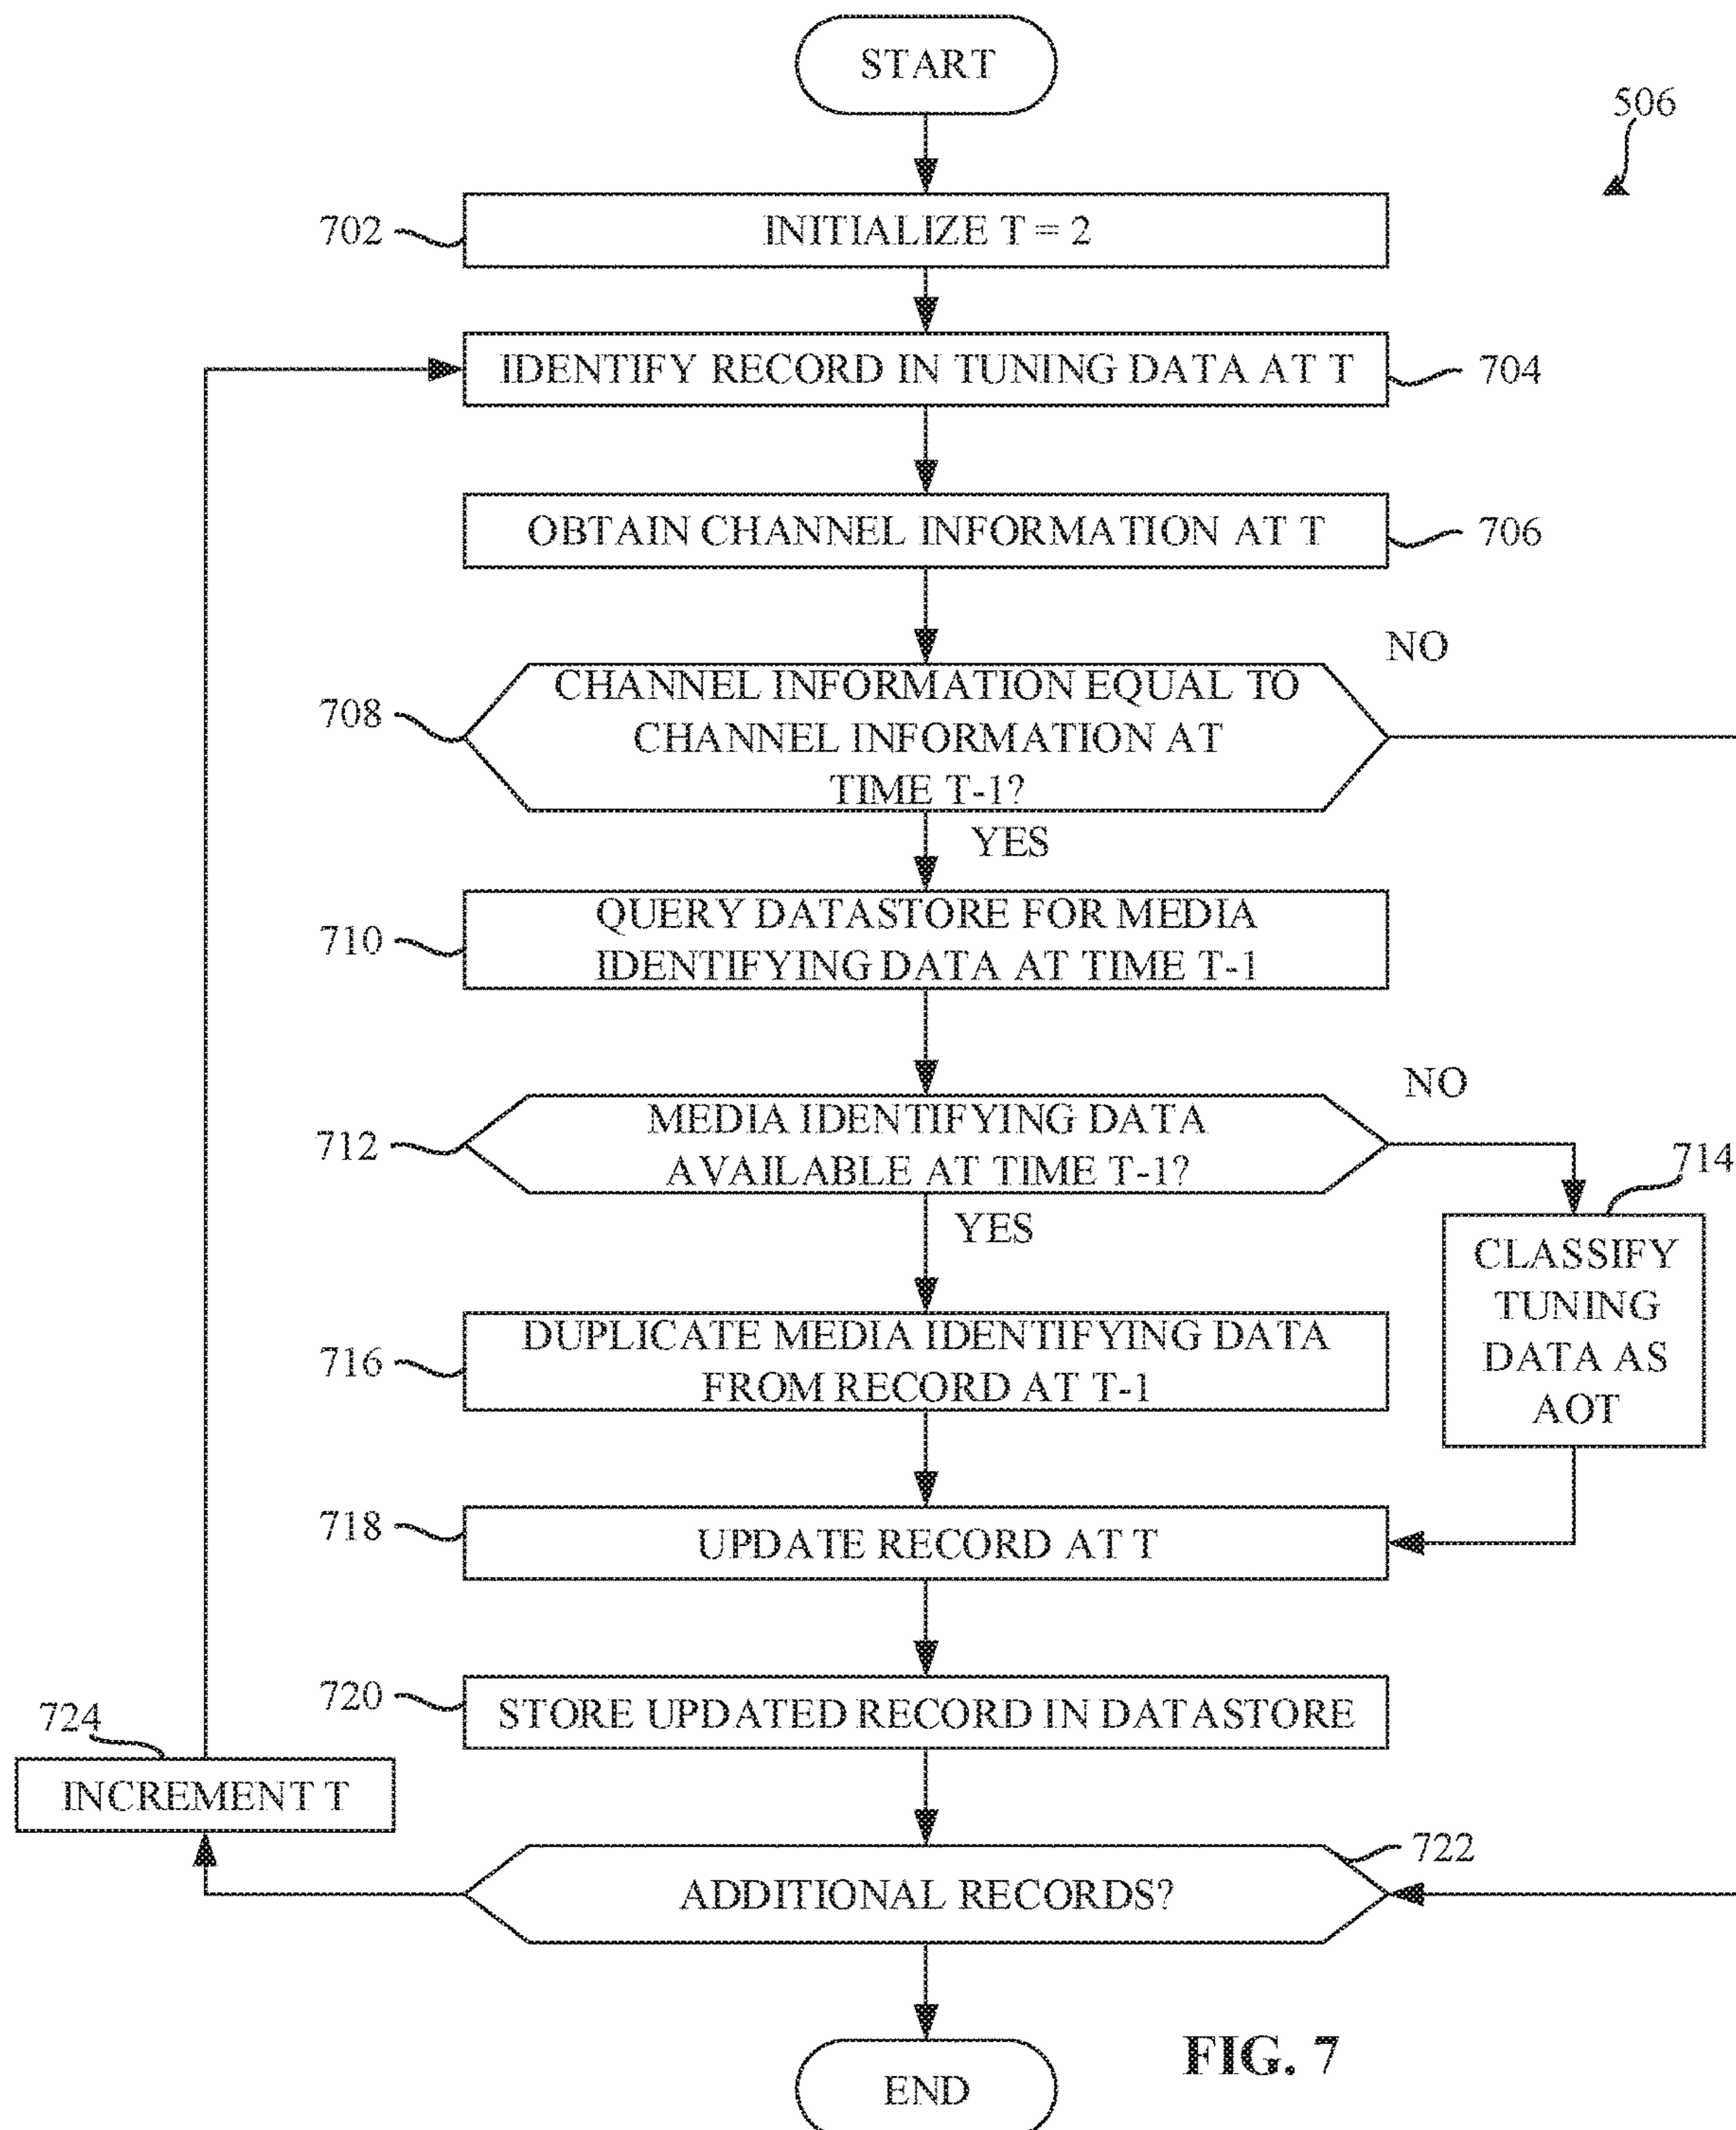 START
506
702
INITIALIZE T = 2
IDENTIFY RECORD IN TUNING DATA AT T
704
OBTAIN CHANNEL INFORMATION AT T
706
NO
708
CHANNEL INFORMATION EQUAL TO
CHANNEL INFORMATION AT
TIME T-1?
YES
710
QUERY DATASTORE FOR MEDIA
IDENTIFYING DATA AT TIME T-1
NO
712
MEDIA IDENTIFYING DATA
AVAILABLE AT TIME T-1?
714
YES
CLASSIFY
TUNING
DATA AS
AOT
716
DUPLICATE MEDIA IDENTIFYING DATA
FROM RECORD AT T-1
718
UPDATE RECORD AT T
720
STORE UPDATED RECORD IN DATASTORE
724
INCREMENT T
722
ADDITIONAL RECORDS?
FIG. 7
END